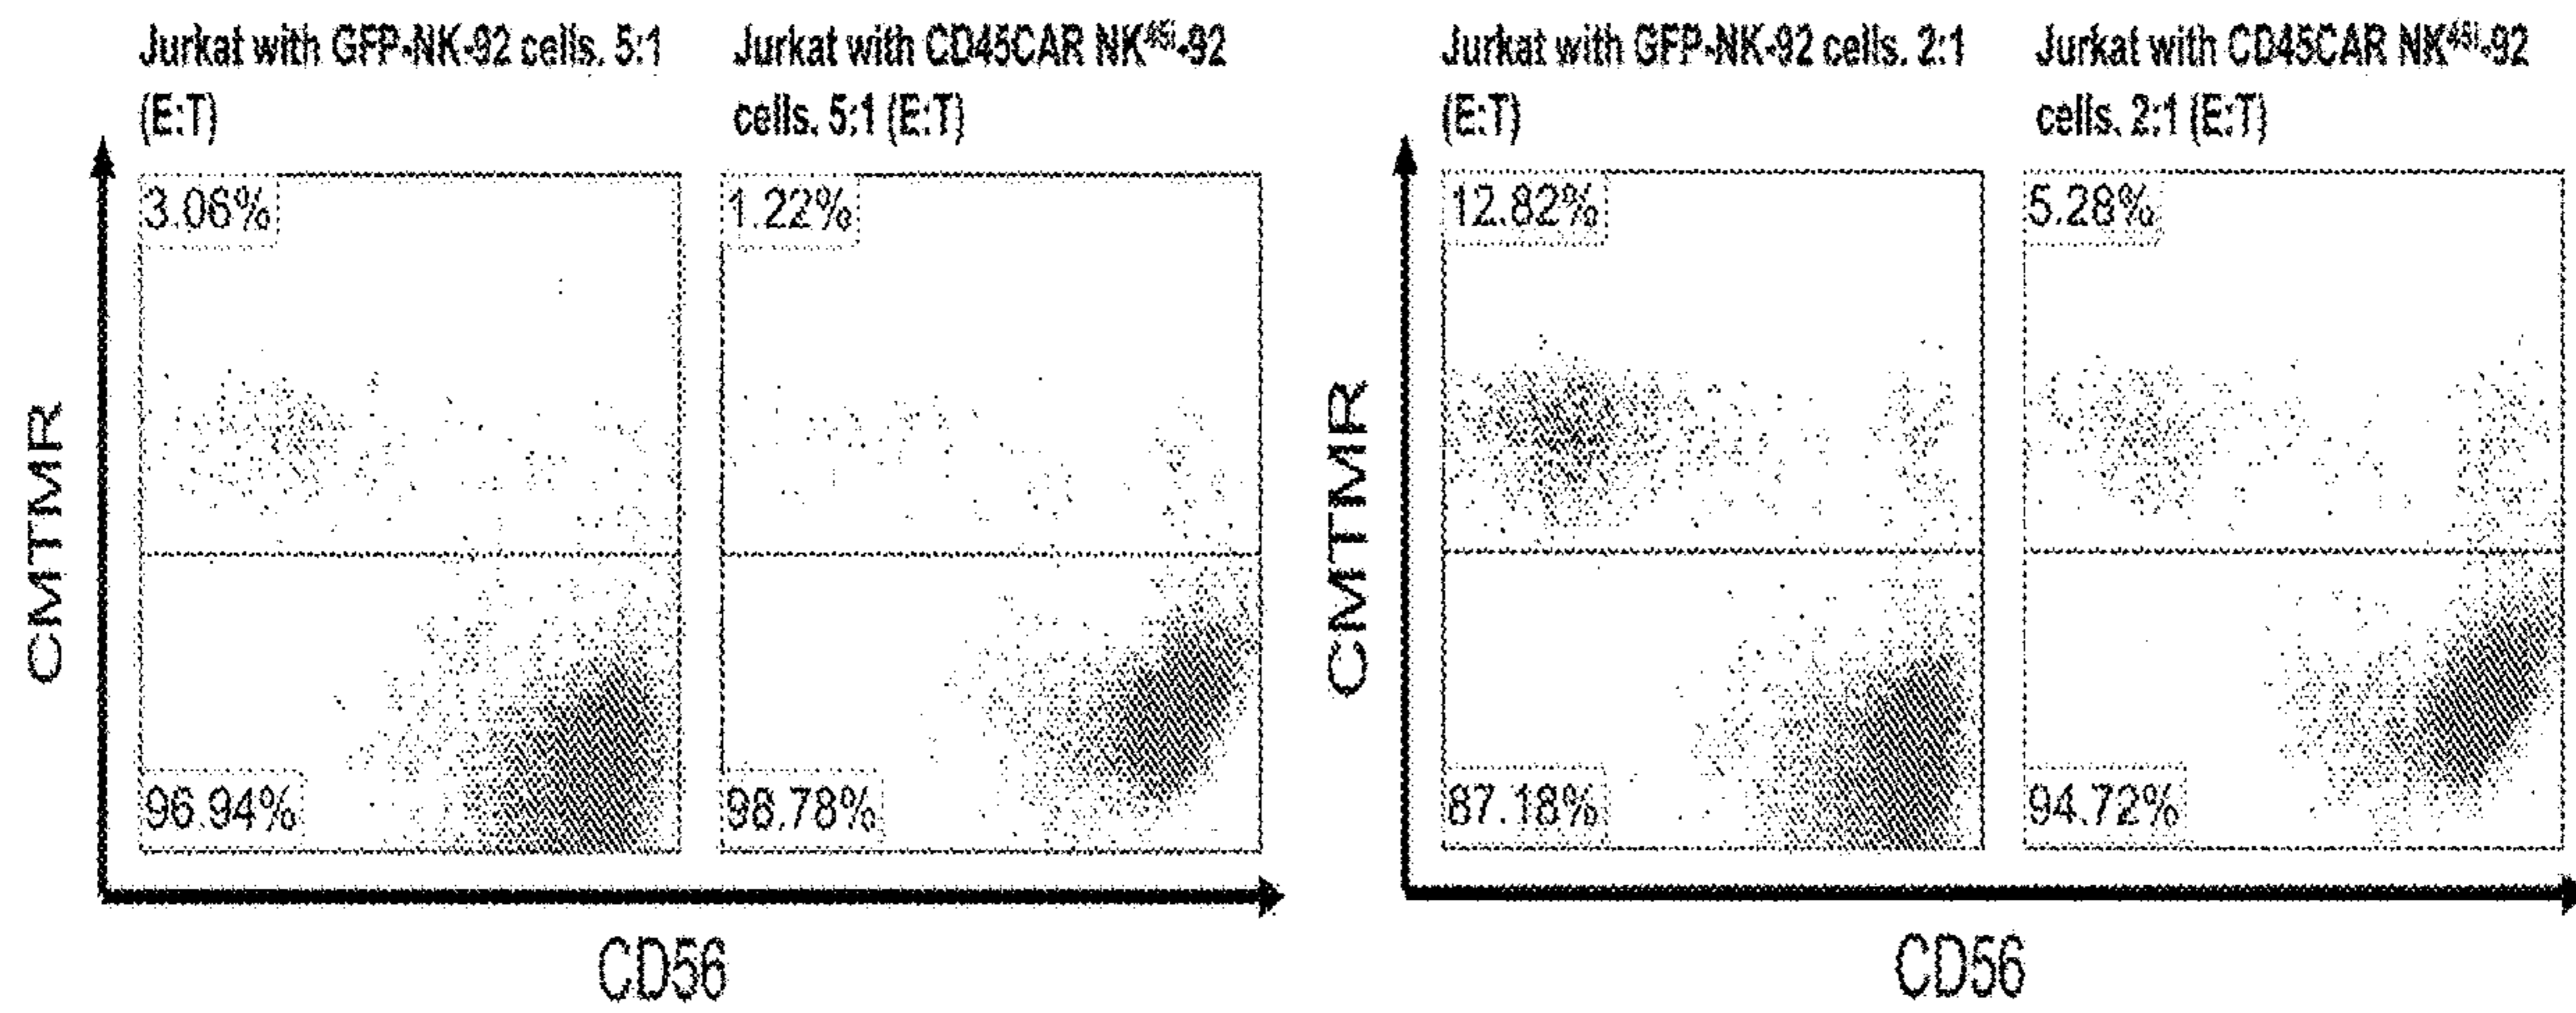 Jurkat with GFP-NK-92 cells. 5:1
(E:T)
Jurkat with CD45CAR NK⁴⁵ⁱ-92
cells. 5:1 (E:T)
Jurkat with GFP-NK-92 cells. 2:1
(E:T)
Jurkat with CD45CAR NK⁴⁵ⁱ-92
cells. 2:1 (E:T)
CMTMR
3.06%
96.94%
1.22%
98.78%
CD56
CMTMR
12.82%
87.18%
5.28%
94.72%
CD56